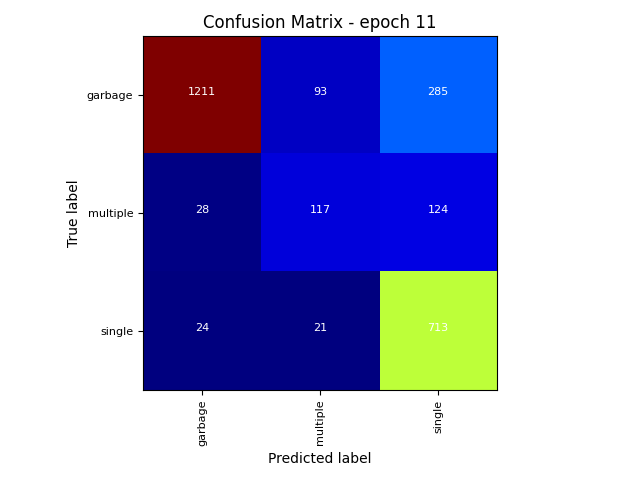 Confusion Matrix - epoch 11
True label
garbage 1211 93 285
multiple 28 117 124
single 24 21 713
garbage multiple single
Predicted label